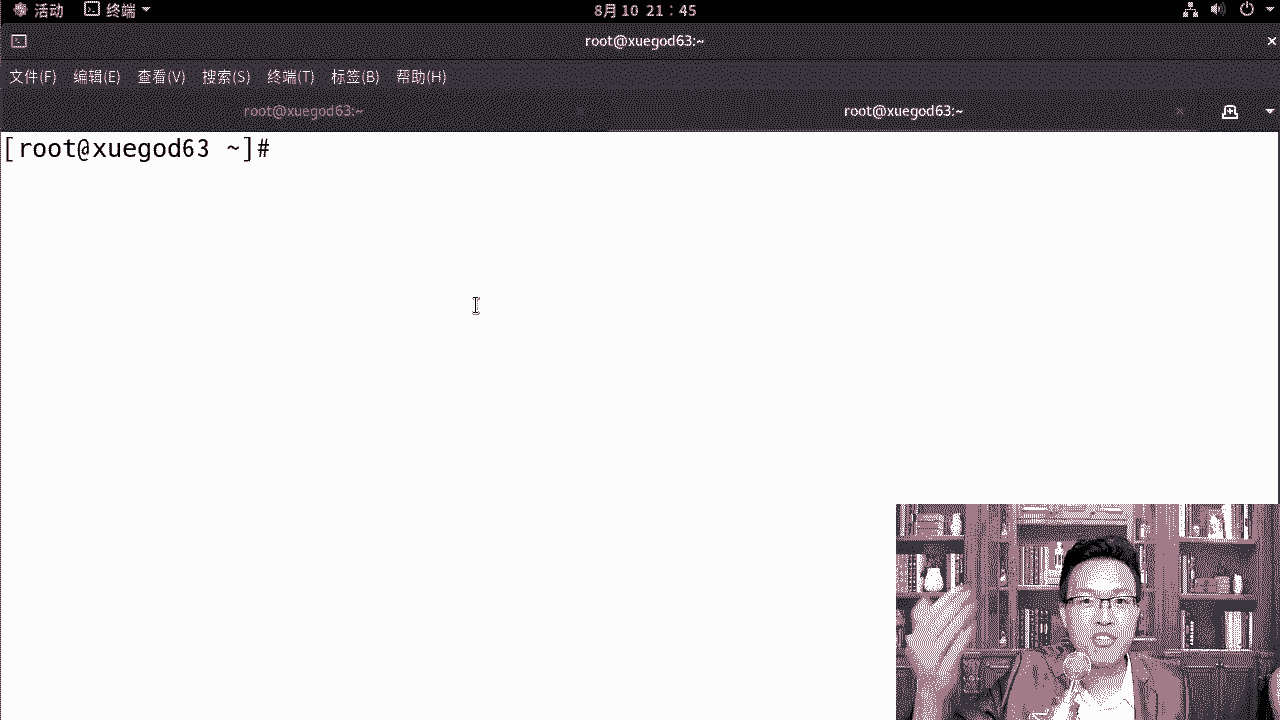 活动 终端 8月 10 21：45
root@xuegod63:~
文件(F) 编辑(E) 查看(V) 搜索(S) 终端(T) 标签(B) 帮助(H)
root@xuegod63:~ root@xuegod63:~
[root@xuegod63 ~]#